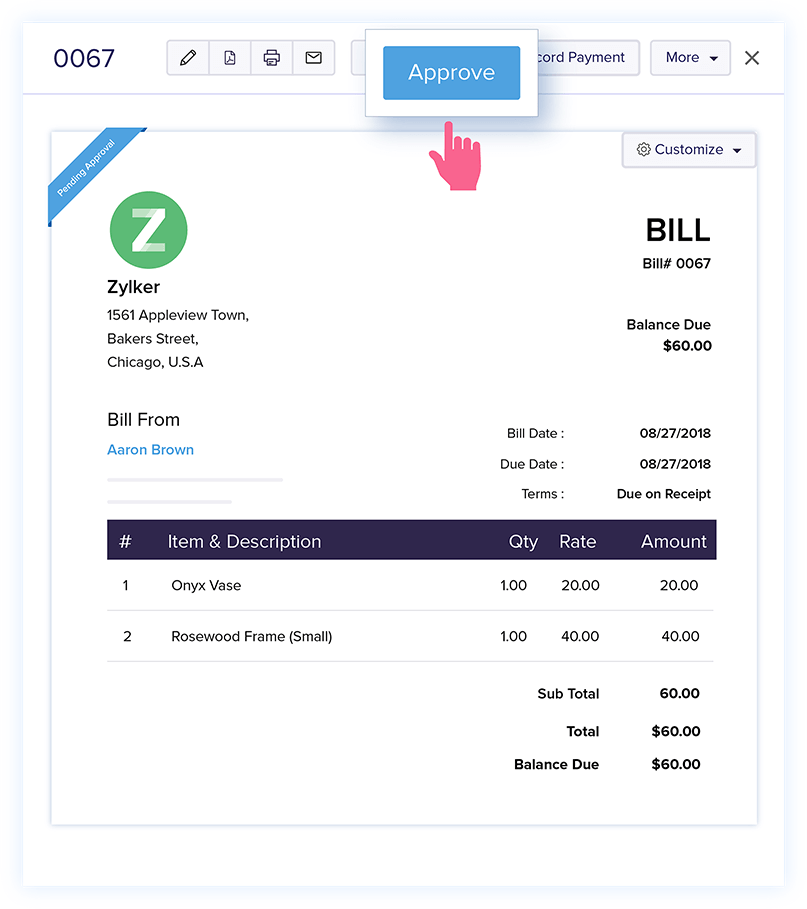 0067
Approve
cord Payment
More
Pending Approval
Customize
Z
BILL
Bill# 0067
Zylker
1561 Appleview Town,
Bakers Street,
Chicago, U.S.A
Balance Due
$60.00
Bill From
Aaron Brown
Bill Date : 08/27/2018
Due Date : 08/27/2018
Terms : Due on Receipt
# Item & Description Qty Rate Amount
1 Onyx Vase 1.00 20.00 20.00
2 Rosewood Frame (Small) 1.00 40.00 40.00
Sub Total 60.00
Total $60.00
Balance Due $60.00